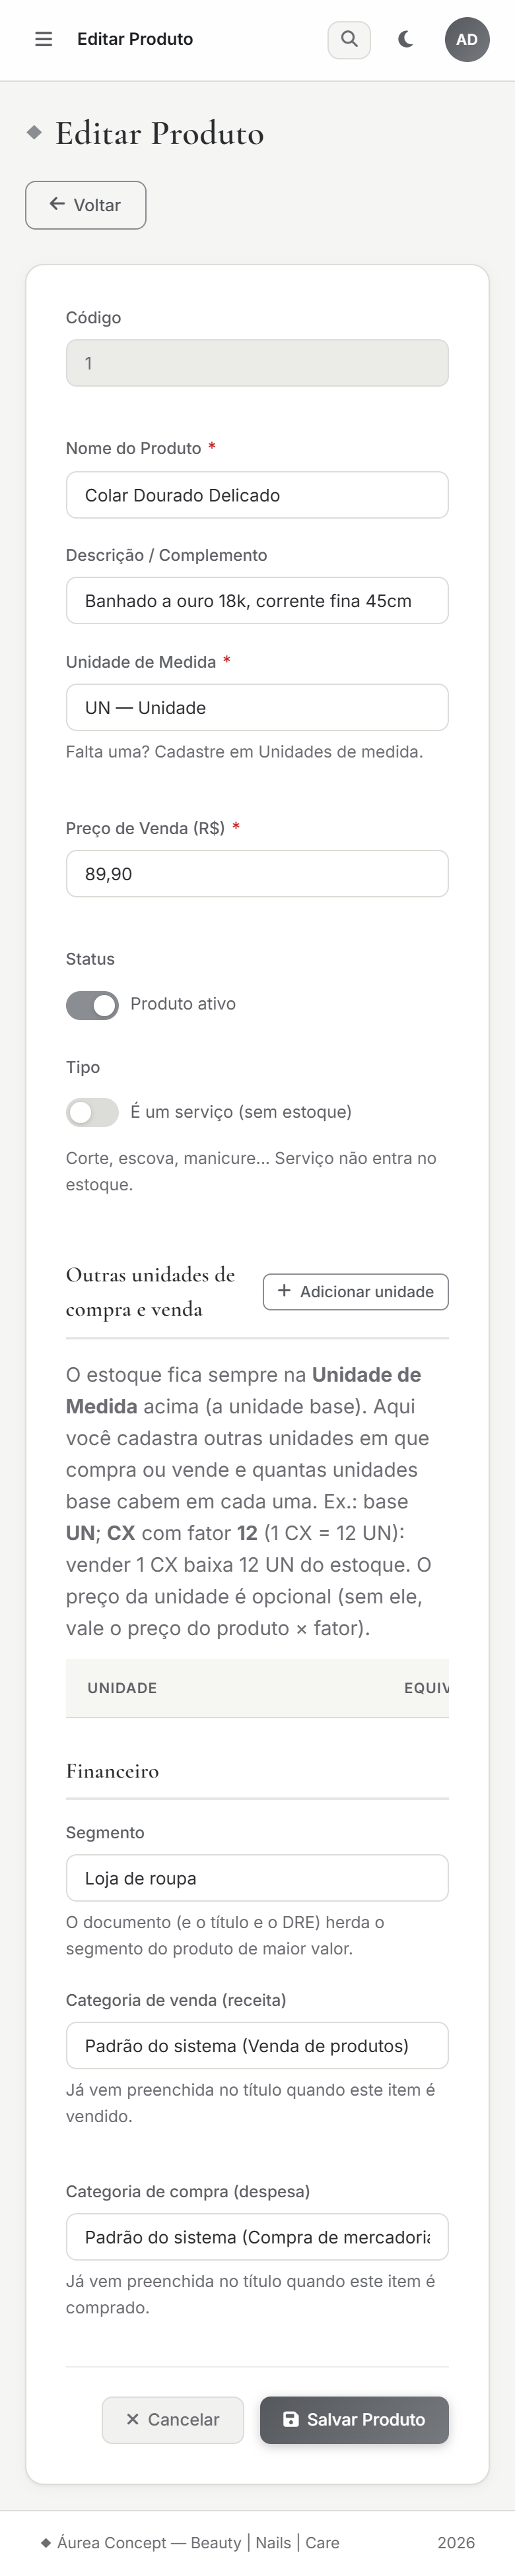 Editar Produto
AD
Editar Produto
Voltar
Código
1
Nome do Produto *
Colar Dourado Delicado
Descrição / Complemento
Banhado a ouro 18k, corrente fina 45cm
Unidade de Medida *
UN — Unidade
Falta uma? Cadastre em Unidades de medida.
Preço de Venda (R$) *
89,90
Status
Produto ativo
Tipo
É um serviço (sem estoque)
Corte, escova, manicure... Serviço não entra no
estoque.
Outras unidades de
compra e venda
Adicionar unidade
O estoque fica sempre na Unidade de
Medida acima (a unidade base). Aqui
você cadastra outras unidades em que
compra ou vende e quantas unidades
base cabem em cada uma. Ex.: base
UN; CX com fator 12 (1 CX = 12 UN):
vender 1 CX baixa 12 UN do estoque. O
preço da unidade é opcional (sem ele,
vale o preço do produto × fator).
UNIDADE EQUIV
Financeiro
Segmento
Loja de roupa
O documento (e o título e o DRE) herda o
segmento do produto de maior valor.
Categoria de venda (receita)
Padrão do sistema (Venda de produtos)
Já vem preenchida no título quando este item é
vendido.
Categoria de compra (despesa)
Padrão do sistema (Compra de mercadoria
Já vem preenchida no título quando este item é
comprado.
Cancelar
Salvar Produto
Áurea Concept — Beauty | Nails | Care 2026